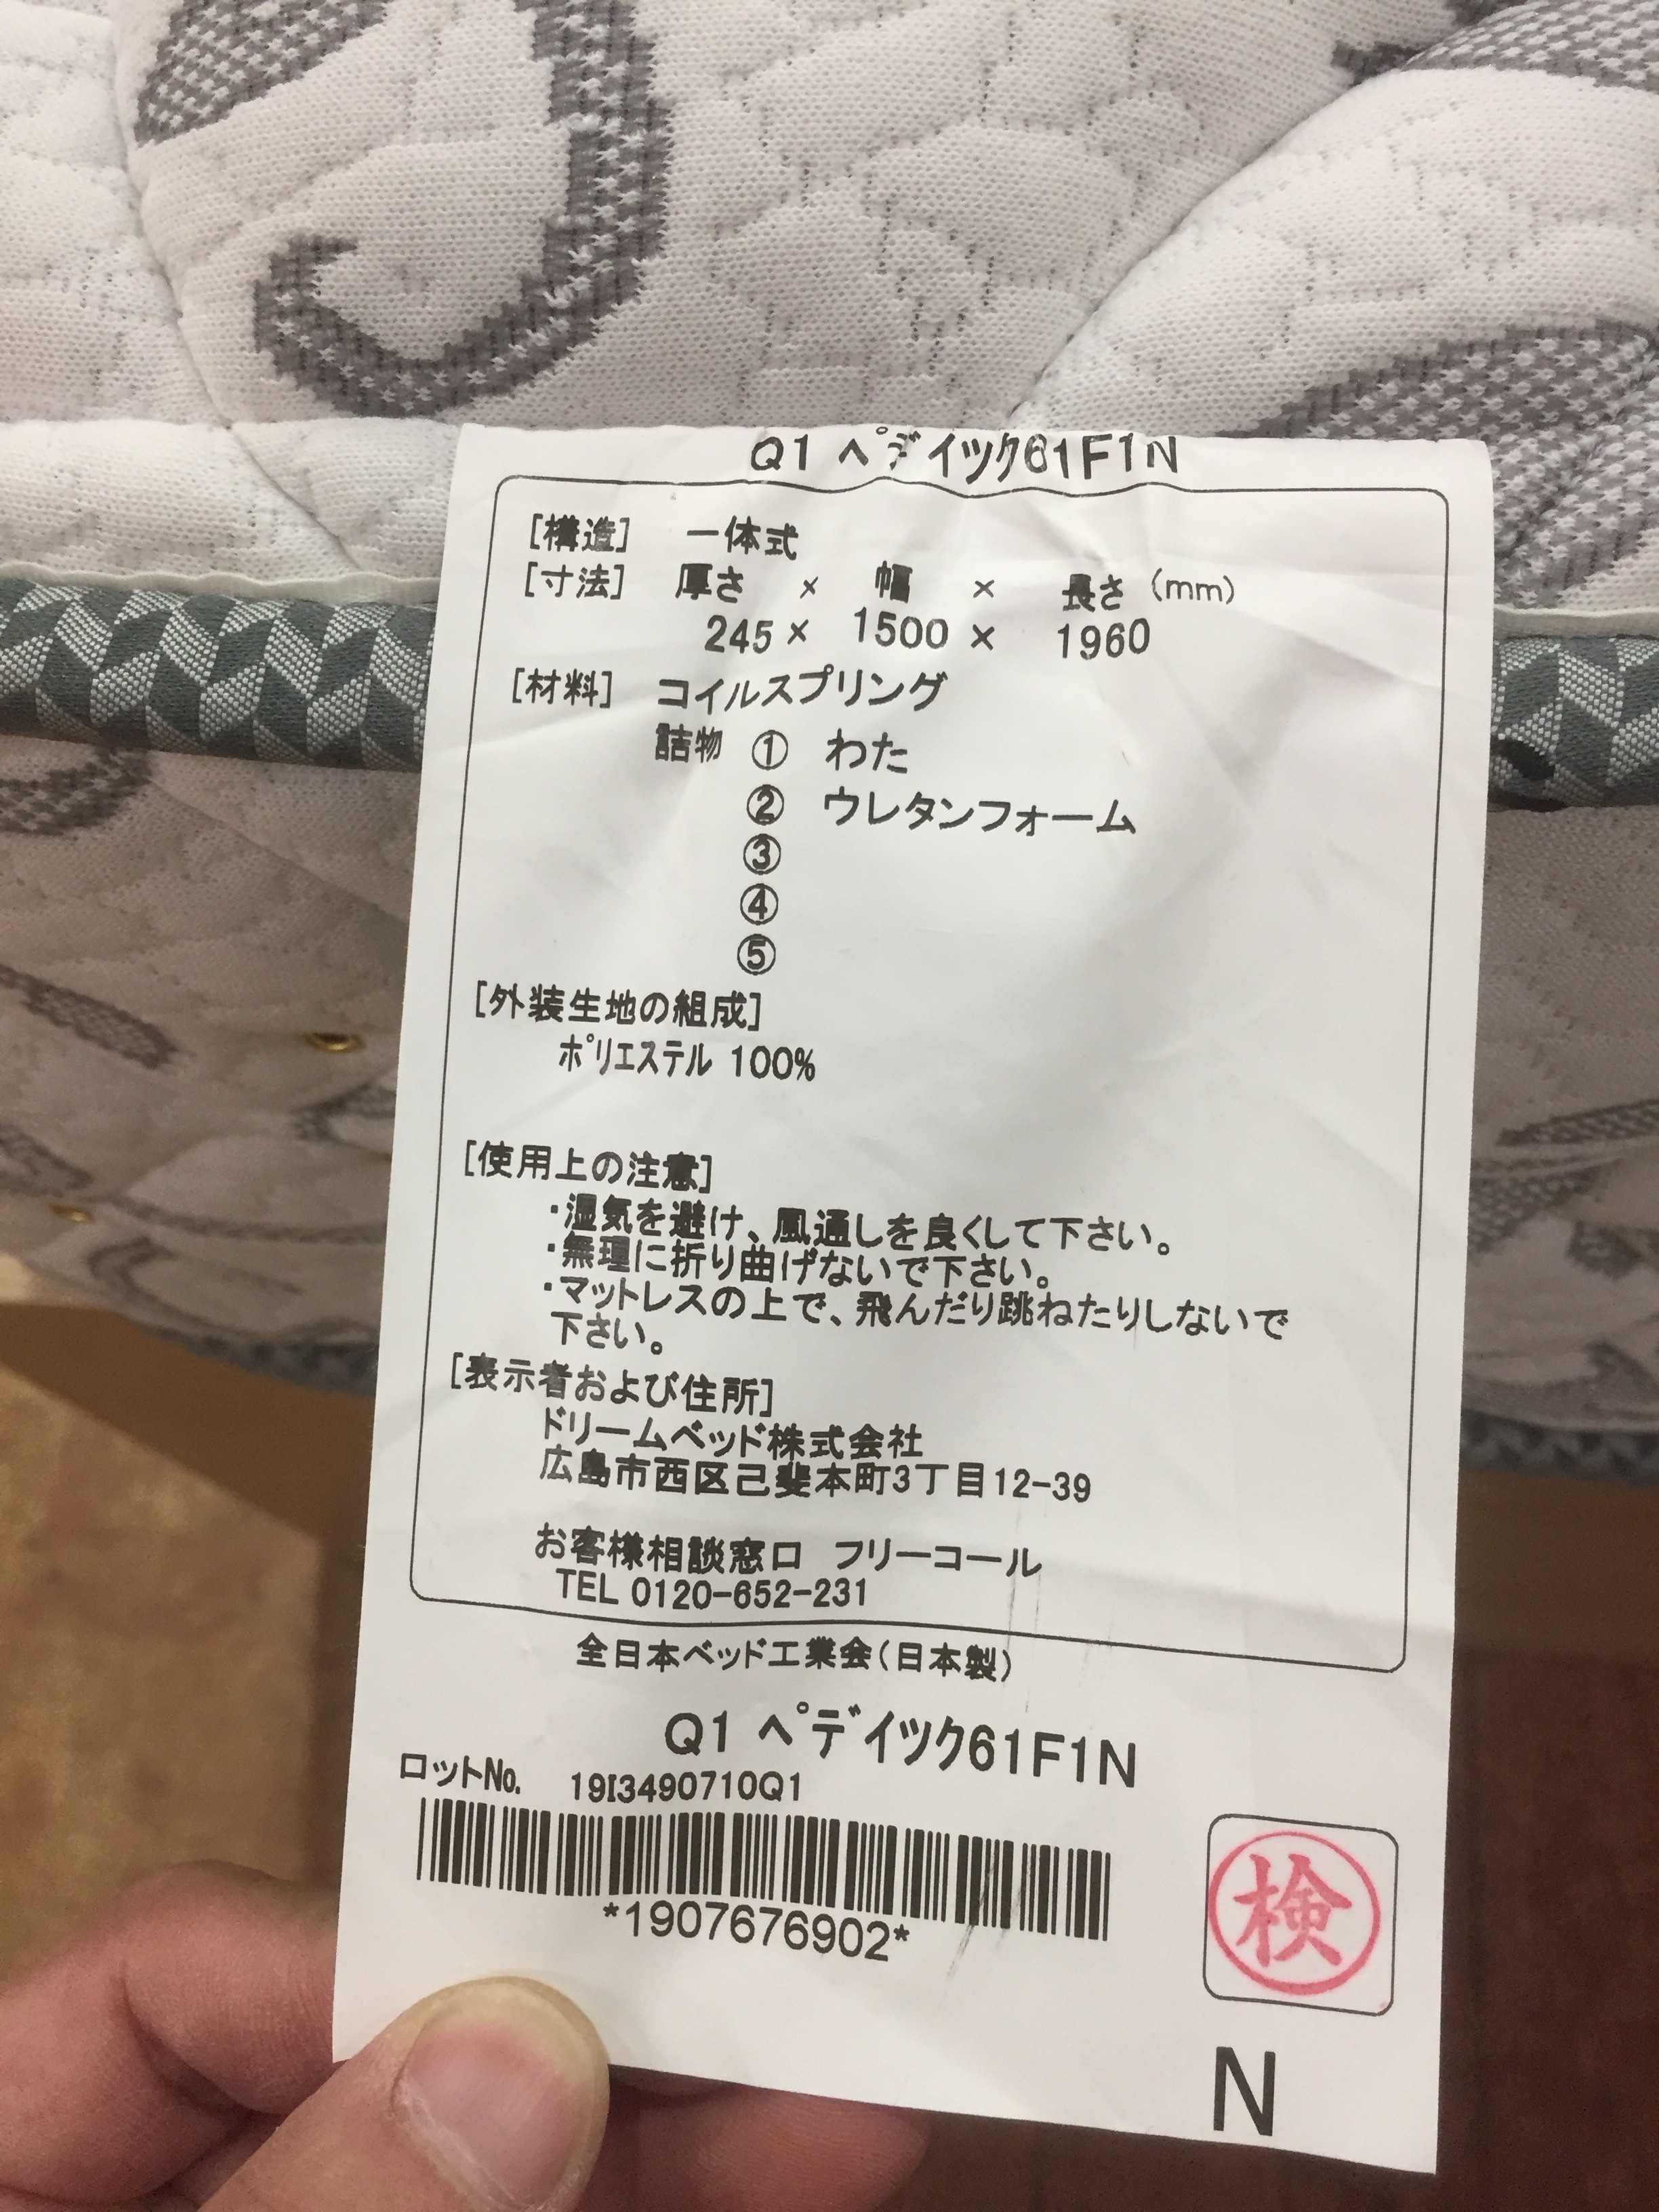 Q1 ペデイツク61F1N
[構造] 一体式
[寸法] 厚さ × 幅 × 長さ (mm)
245 × 1500 × 1960
[材料] コイルスプリング
詰物 ① わた
② ウレタンフォーム
③
④
⑤
[外装生地の組成]
ポリエステル 100%
[使用上の注意]
・湿気を避け、風通しを良くして下さい。
・無理に折り曲げないで下さい。
・マットレスの上で、飛んだり跳ねたりしないで
下さい。
[表示者および住所]
ドリームベッド株式会社
広島市西区己斐本町3丁目12-39
お客様相談窓口 フリーコール
TEL 0120-652-231
全日本ベッド工業会(日本製)
Q1 ペデイツク61F1N
ロットNo. 19I3490710Q1
*1907676902*
検
N